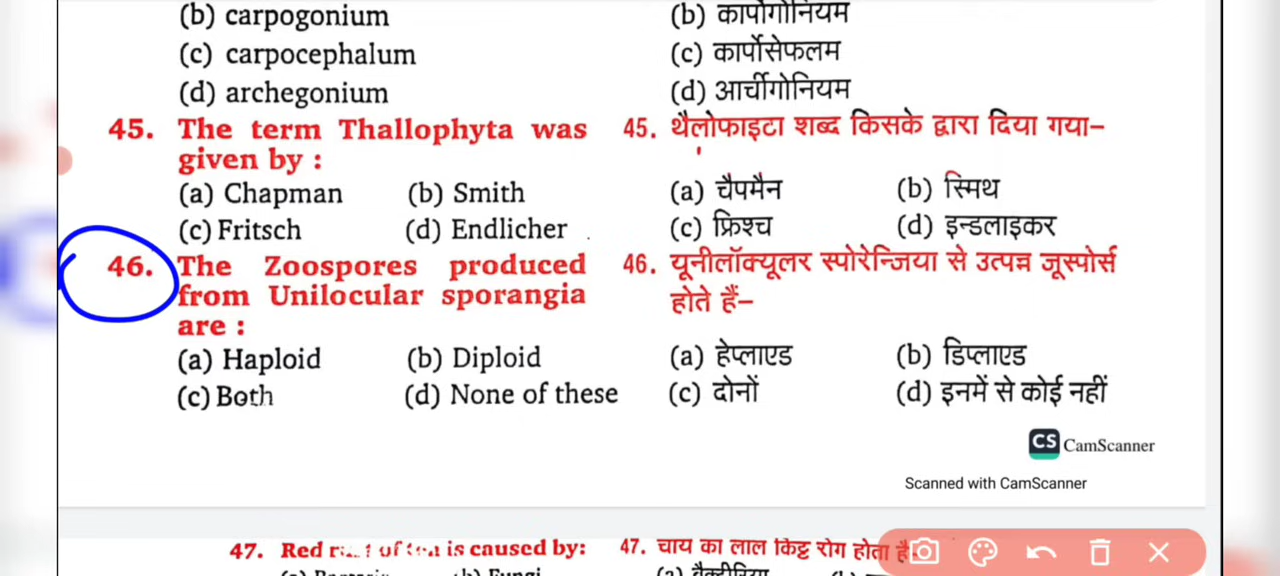 (b) carpogonium
(c) carpocephalum
(d) archegonium
45. The term Thallophyta was
given by :
(a) Chapman (b) Smith
(c) Fritsch (d) Endlicher
46. The Zoospores produced
from Unilocular sporangia
are :
(a) Haploid (b) Diploid
(c) Both (d) None of these
(b) कार्पोगोनियम
(c) कार्पोसेफलम
(d) आर्चीगोनियम
45. थैलोफाइटा शब्द किसके द्वारा दिया गया–
(a) चैपमैन (b) स्मिथ
(c) फ्रिश्च (d) इन्डलाइकर
46. यूनीलॉक्यूलर स्पोरेन्जिया से उत्पन्न जूस्पोर्स
होते हैं–
(a) हेप्लाएड (b) डिप्लाएड
(c) दोनों (d) इनमें से कोई नहीं
CS CamScanner
Scanned with CamScanner
47. Red of is caused by:
47. चाय का लाल किट्ट रोग होता है